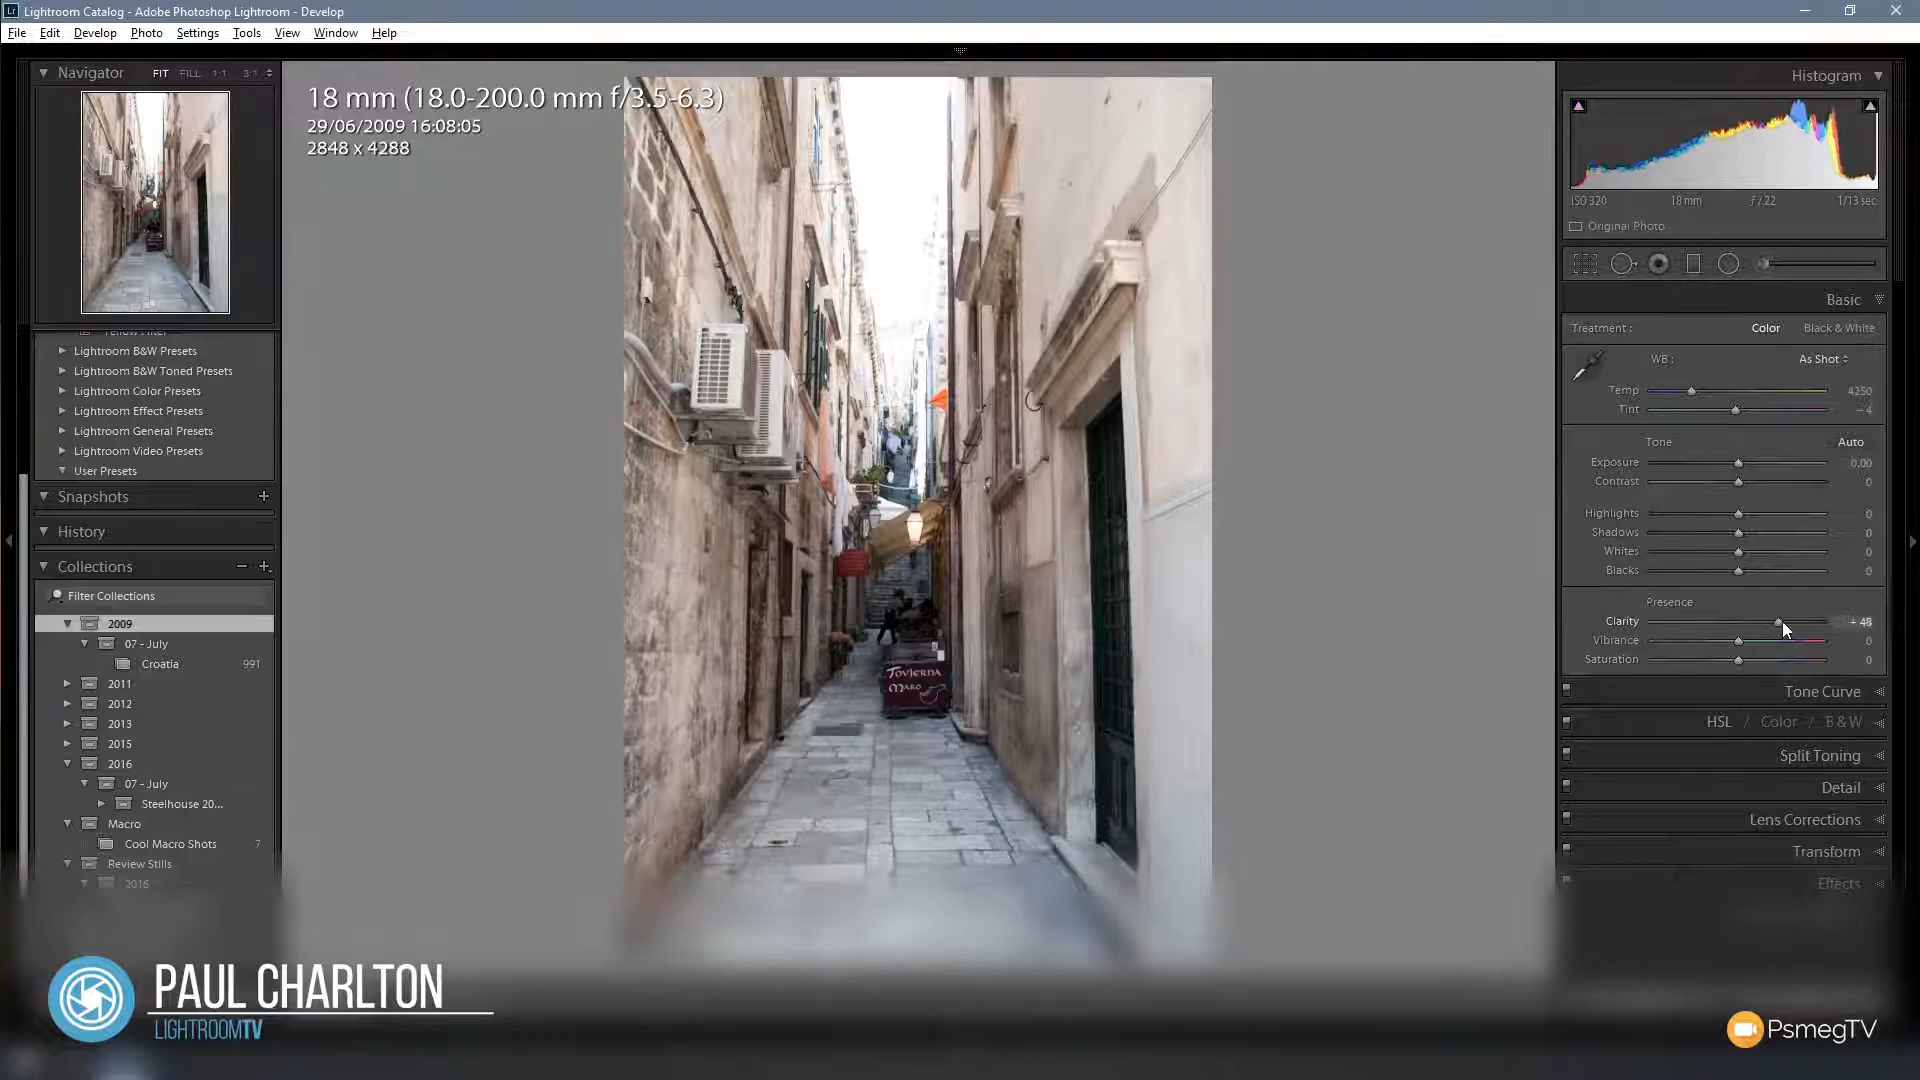 Lr Lightroom Catalog - Adobe Photoshop Lightroom - Develop
File Edit Develop Photo Settings Tools View Window Help
Navigator FIT FILL 1:1 3:1
18 mm (18.0-200.0 mm f/3.5-6.3)
29/06/2009 16:08:05
2848 x 4288
Yellow Filter
Lightroom B&W Presets
Lightroom B&W Toned Presets
Lightroom Color Presets
Lightroom Effect Presets
Lightroom General Presets
Lightroom Video Presets
User Presets
Snapshots +
History
Collections − +
Filter Collections
2009
07 - July
Croatia 991
2011
2012
2013
2015
2016
07 - July
Steelhouse 20...
Macro
Cool Macro Shots 7
Review Stills
2016
TOVJERNA
MARO
Histogram
ISO 320 18 mm ƒ / 22 1/13 sec
Original Photo
Basic
Treatment : Color Black & White
WB : As Shot
Temp 4250
Tint − 4
Tone Auto
Exposure 0.00
Contrast 0
Highlights 0
Shadows 0
Whites 0
Blacks 0
Presence
Clarity + 48
Vibrance 0
Saturation 0
Tone Curve
HSL / Color / B & W
Split Toning
Detail
Lens Corrections
Transform
Effects
PAUL CHARLTON
LIGHTROOMTV
PsmegTV